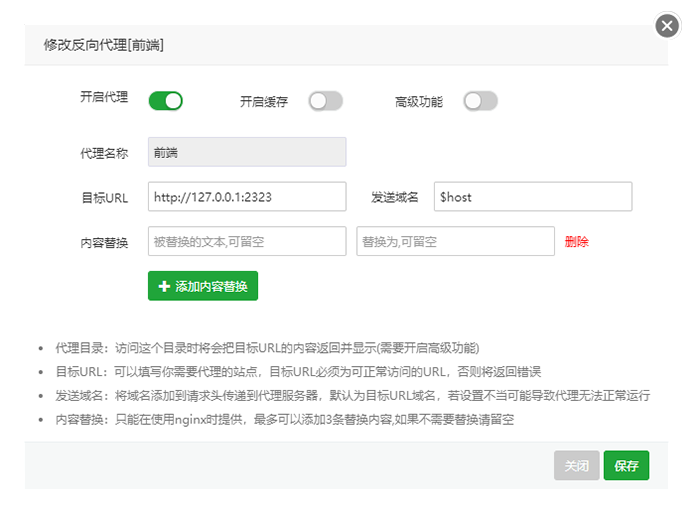 修改反向代理[前端]
开启代理 开启缓存 高级功能
代理名称 前端
目标URL http://127.0.0.1:2323 发送域名 $host
内容替换 被替换的文本,可留空 替换为,可留空 删除
添加内容替换
代理目录：访问这个目录时将会把目标URL的内容返回并显示(需要开启高级功能)
目标URL：可以填写你需要代理的站点，目标URL必须为可正常访问的URL，否则将返回错误
发送域名：将域名添加到请求头传递到代理服务器，默认为目标URL域名，若设置不当可能导致代理无法正常运行
内容替换：只能在使用nginx时提供，最多可以添加3条替换内容,如果不需要替换请留空
关闭 保存